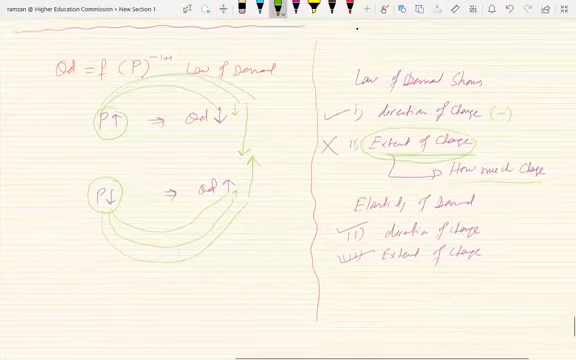 ramzan @ Higher Education Commission > New Section 1
Qd = f (P) -ive Law of Demand
P↑ ⇒ Qd ↓
P↓ ⇒ Qd ↑
Law of Demand Shows
i) direction of Change (-)
ii) Extent of Change
How much Change
Elasticity of Demand
(i) direction of Change
Extent of Change